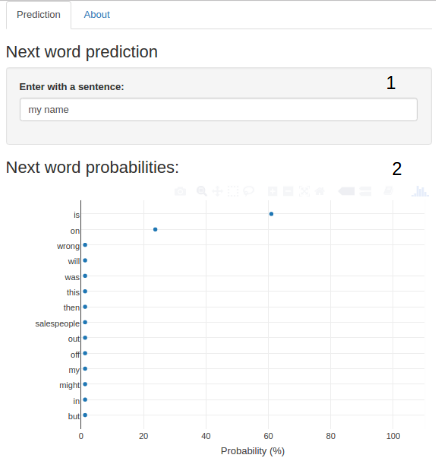 Prediction About
Next word prediction
1
Enter with a sentence:
my name
Next word probabilities:
2
is
on
wrong
will
was
this
then
salespeople
out
off
my
might
in
but
0 20 40 60 80 100
Probability (%)